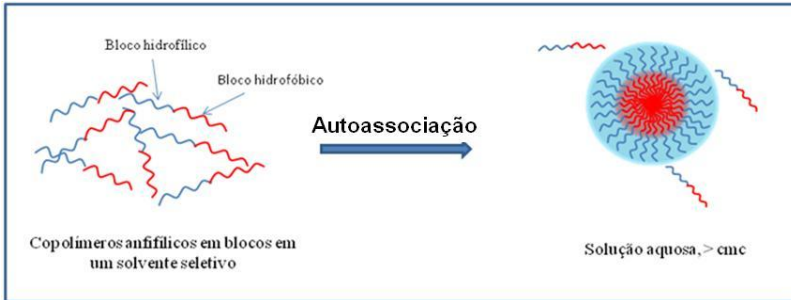 Bloco hidrofílico
Bloco hidrofóbico
Autoassociação
Copolímeros anfifílicos em blocos em
um solvente seletivo
Solução aquosa, > cmc